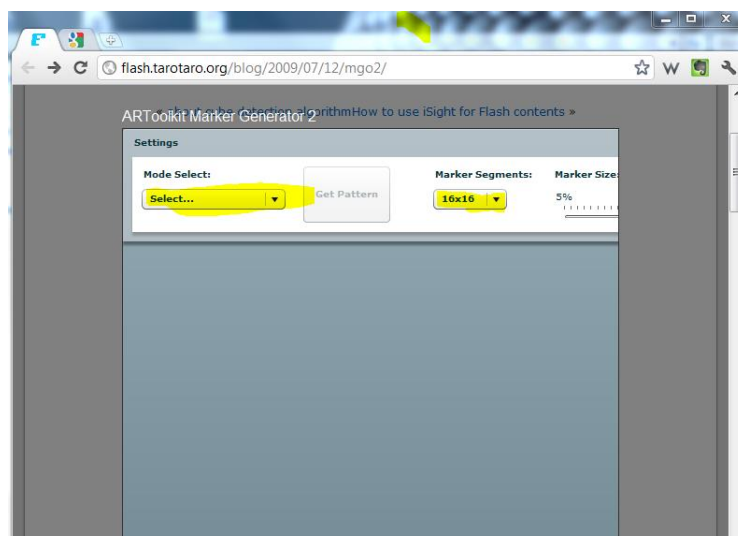 flash.tarotaro.org/blog/2009/07/12/mgo2/
algorithmHow to use iSight for Flash contents »
ARToolkit Marker Generator 2
Settings
Mode Select: Marker Segments: Marker Size:
Select... Get Pattern 16x16 5%